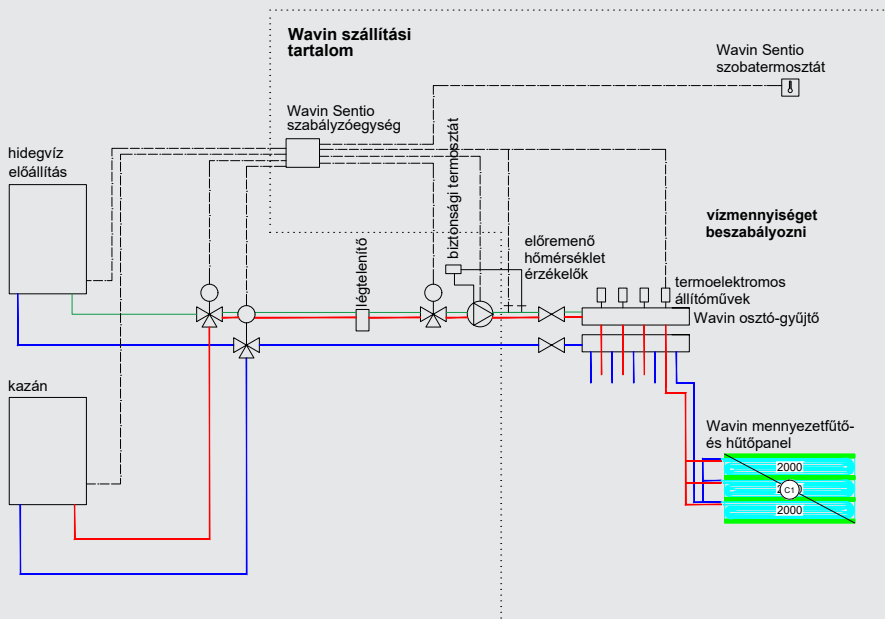 Wavin szállítási
tartalom
Wavin Sentio
szobatermosztát
Wavin Sentio
szabályzóegység
hidegvíz
előállítás
biztonsági termosztát
légtelenítő
vízmennyiséget
beszabályozni
előremenő
hőmérséklet
érzékelők
termoelektromos
állítóművek
Wavin osztó-gyűjtő
kazán
Wavin mennyezetfűtő-
és hűtőpanel
2000
C1
2000